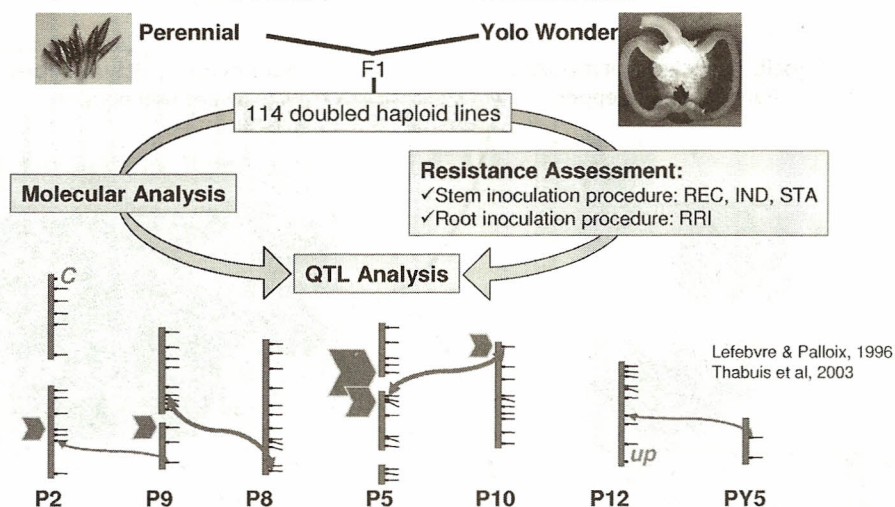 Perennial
Yolo Wonder
F1
114 doubled haploid lines
Molecular Analysis
Resistance Assessment:
✓Stem inoculation procedure: REC, IND, STA
✓Root inoculation procedure: RRI
QTL Analysis
C
Lefebvre & Palloix, 1996
Thabuis et al, 2003
up
P2 P9 P8 P5 P10 P12 PY5